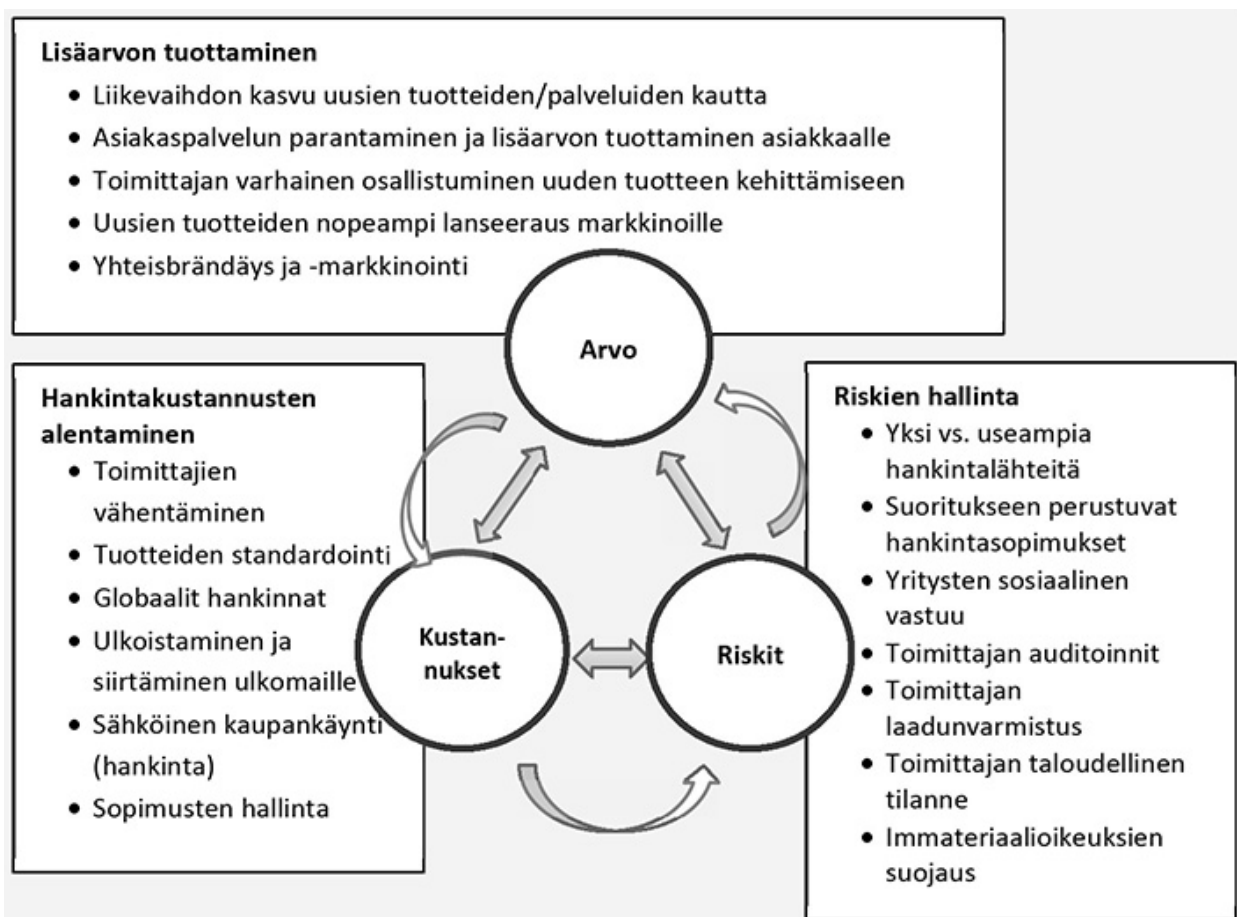 Lisäarvon tuottaminen
• Liikevaihdon kasvu uusien tuotteiden/palveluiden kautta
• Asiakaspalvelun parantaminen ja lisäarvon tuottaminen asiakkaalle
• Toimittajan varhainen osallistuminen uuden tuotteen kehittämiseen
• Uusien tuotteiden nopeampi lanseeraus markkinoille
• Yhteisbrändäys ja -markkinointi
Arvo
Hankintakustannusten
alentaminen
• Toimittajien
vähentäminen
• Tuotteiden standardointi
• Globaalit hankinnat
• Ulkoistaminen ja
siirtäminen ulkomaille
• Sähköinen kaupankäynti
(hankinta)
• Sopimusten hallinta
Kustan-
nukset
Riskit
Riskien hallinta
• Yksi vs. useampia
hankintalähteitä
• Suoritukseen perustuvat
hankintasopimukset
• Yritysten sosiaalinen
vastuu
• Toimittajan auditoinnit
• Toimittajan
laadunvarmistus
• Toimittajan taloudellinen
tilanne
• Immateriaalioikeuksien
suojaus